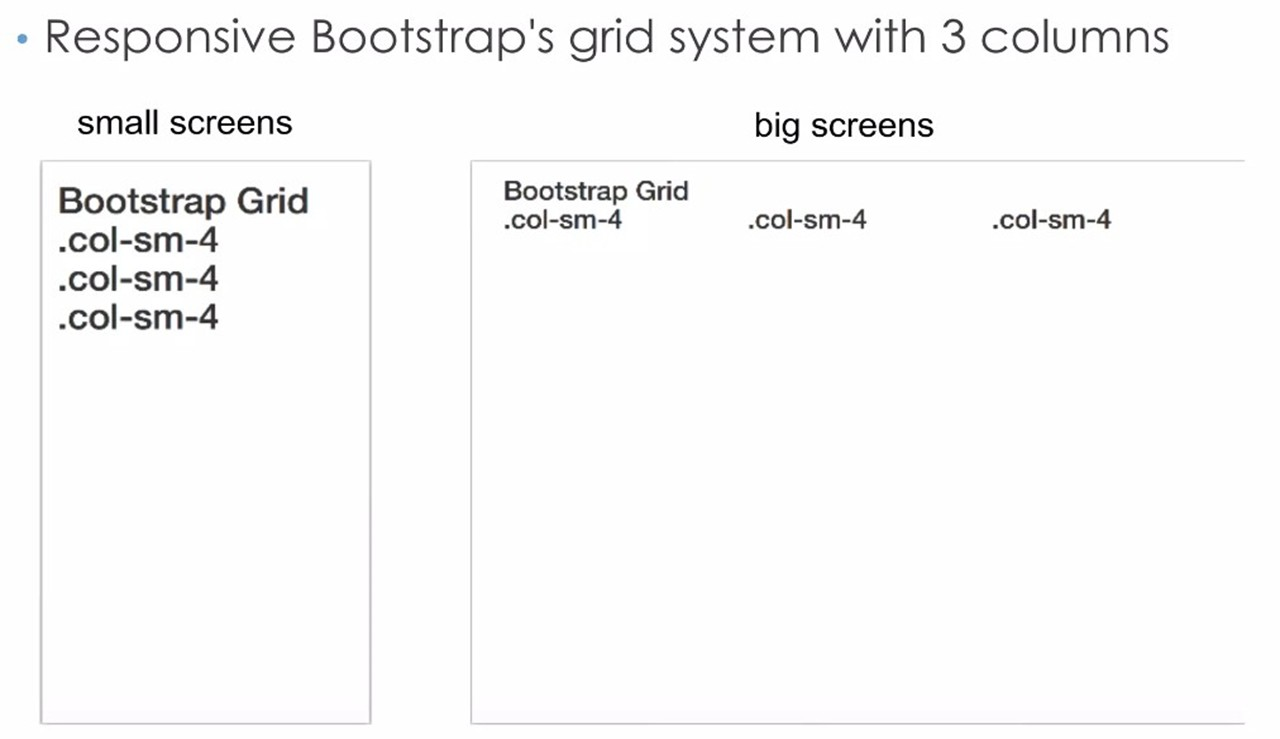 • Responsive Bootstrap's grid system with 3 columns
small screens
Bootstrap Grid
.col-sm-4
.col-sm-4
.col-sm-4
big screens
Bootstrap Grid
.col-sm-4 .col-sm-4 .col-sm-4